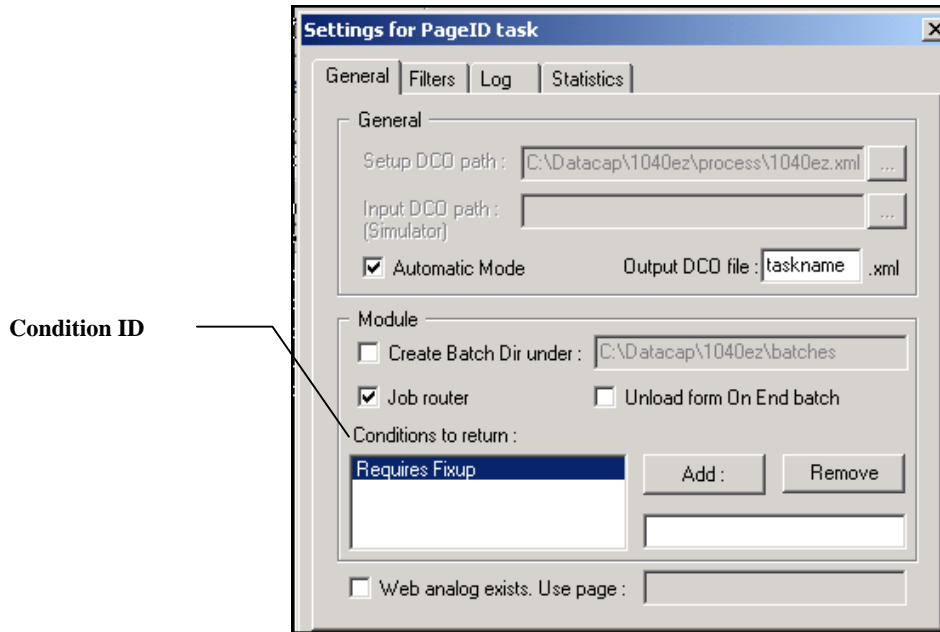 Settings for PageID task
General Filters Log Statistics
General
Setup DCO path : C:\Datacap\1040ez\process\1040ez.xml ...
Input DCO path : ...
(Simulator)
Automatic Mode Output DCO file : taskname .xml
Module
Condition ID
Create Batch Dir under : C:\Datacap\1040ez\batches
Job router Unload form On End batch
Conditions to return :
Requires Fixup Add : Remove
Web analog exists. Use page :